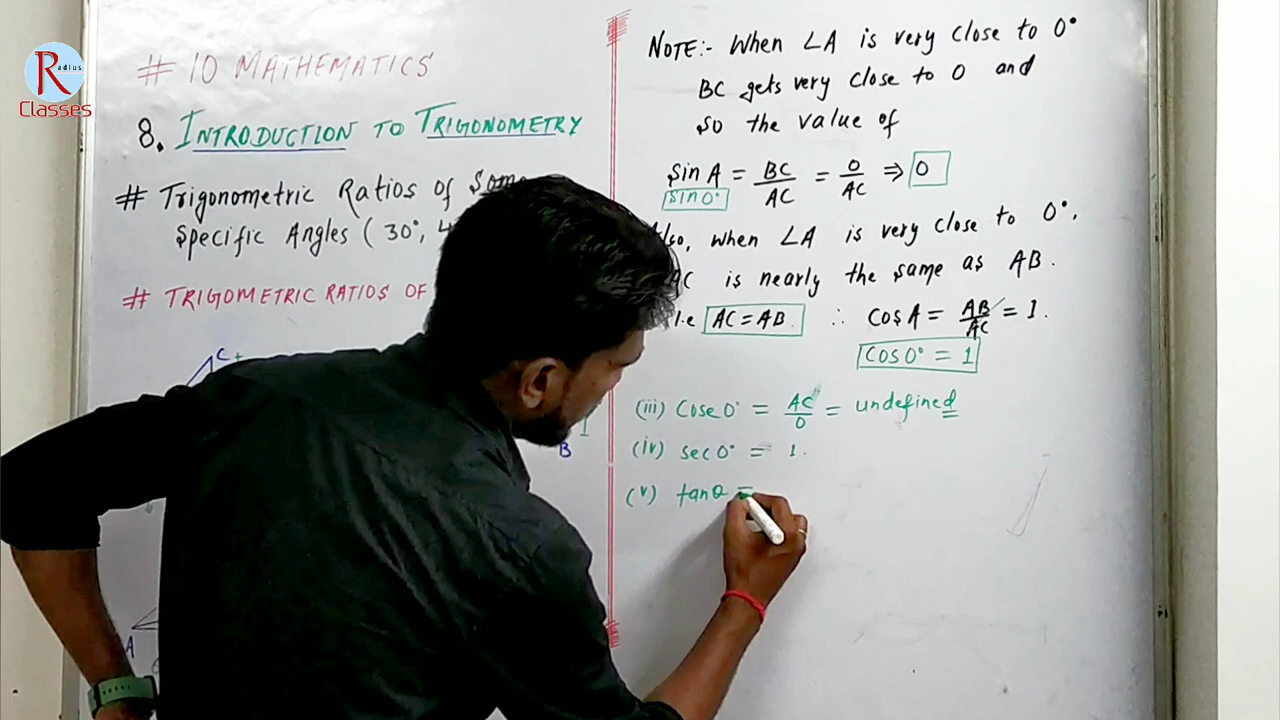 Radius
Classes
# 10 MATHEMATICS
8. INTRODUCTION TO TRIGONOMETRY
# Trigonometric Ratios of Some
Specific Angles ( 30°, 4
# TRIGOMETRIC RATIOS OF
C
B
A
NOTE:- When ∠A is very close to 0°
BC gets very close to 0 and
so the value of
sin A = BC/AC = 0/AC ⇒ 0
sin 0°
lso, when ∠A is very close to 0°.
AC is nearly the same as AB.
i.e AC = AB. ∴ Cos A = AB/AC = 1.
Cos 0° = 1
(iii) Cose 0° = AC/0 = undefined
(iv) sec 0° = 1.
(v) tan θ =